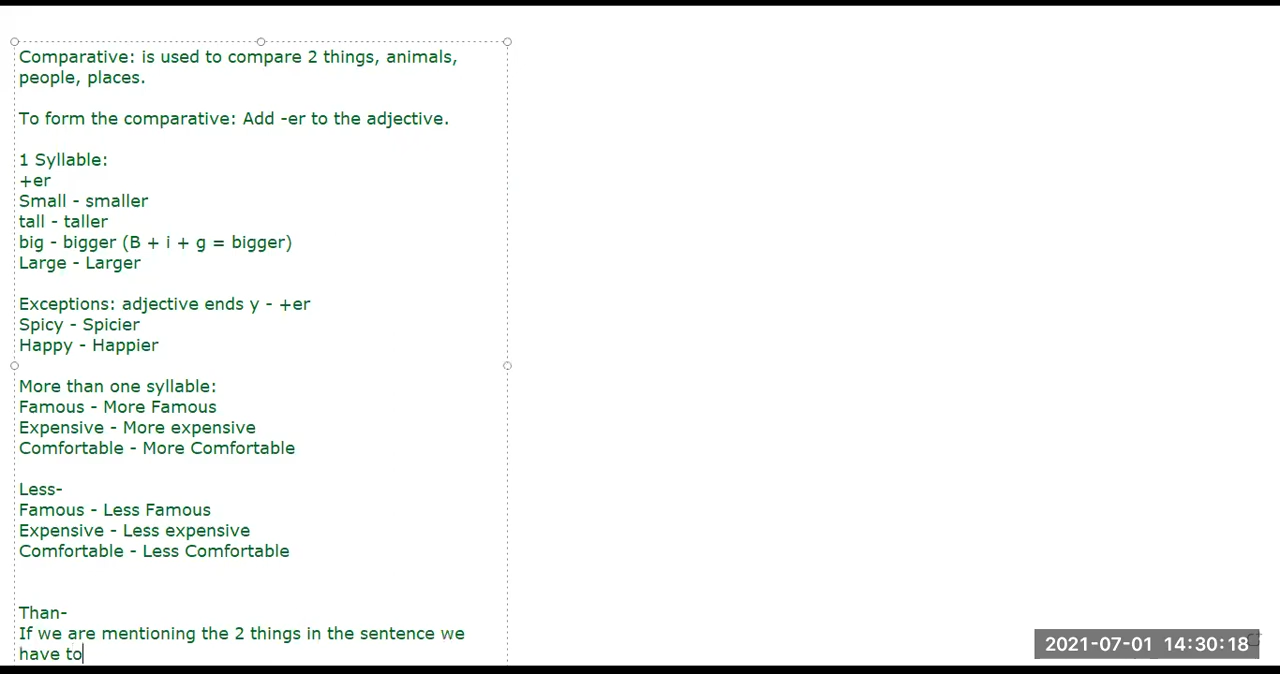 Comparative: is used to compare 2 things, animals,
people, places.
To form the comparative: Add -er to the adjective.
1 Syllable:
+er
Small - smaller
tall - taller
big - bigger (B + i + g = bigger)
Large - Larger
Exceptions: adjective ends y - +er
Spicy - Spicier
Happy - Happier
More than one syllable:
Famous - More Famous
Expensive - More expensive
Comfortable - More Comfortable
Less-
Famous - Less Famous
Expensive - Less expensive
Comfortable - Less Comfortable
Than-
If we are mentioning the 2 things in the sentence we
have to
2021-07-01 14:30:18